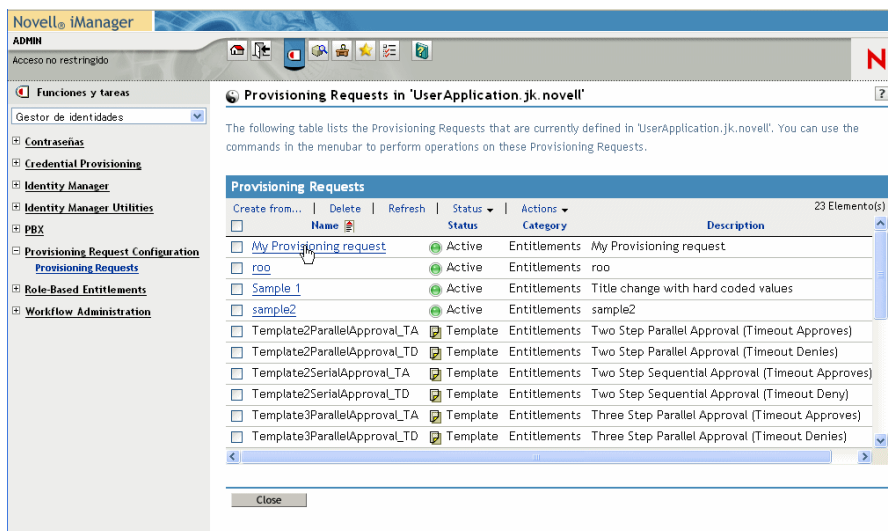 Novell® iManager
ADMIN
Acceso no restringido
N
Funciones y tareas
Gestor de identidades
Contraseñas
Credential Provisioning
Identity Manager
Identity Manager Utilities
PBX
Provisioning Request Configuration
Provisioning Requests
Role-Based Entitlements
Workflow Administration
Provisioning Requests in 'UserApplication.jk.novell'
?
The following table lists the Provisioning Requests that are currently defined in 'UserApplication.jk.novell'. You can use the
commands in the menubar to perform operations on these Provisioning Requests.
Provisioning Requests
Create from... | Delete | Refresh | Status | Actions 23 Elemento(s)
Name Status Category Description
My Provisioning request Active Entitlements My Provisioning request
roo Active Entitlements roo
Sample 1 Active Entitlements Title change with hard coded values
sample2 Active Entitlements sample2
Template2ParallelApproval_TA Template Entitlements Two Step Parallel Approval (Timeout Approves)
Template2ParallelApproval_TD Template Entitlements Two Step Parallel Approval (Timeout Denies)
Template2SerialApproval_TA Template Entitlements Two Step Sequential Approval (Timeout Approves)
Template2SerialApproval_TD Template Entitlements Two Step Sequential Approval (Timeout Deny)
Template3ParallelApproval_TA Template Entitlements Three Step Parallel Approval (Timeout Approves)
Template3ParallelApproval_TD Template Entitlements Three Step Parallel Approval (Timeout Denies)
Close